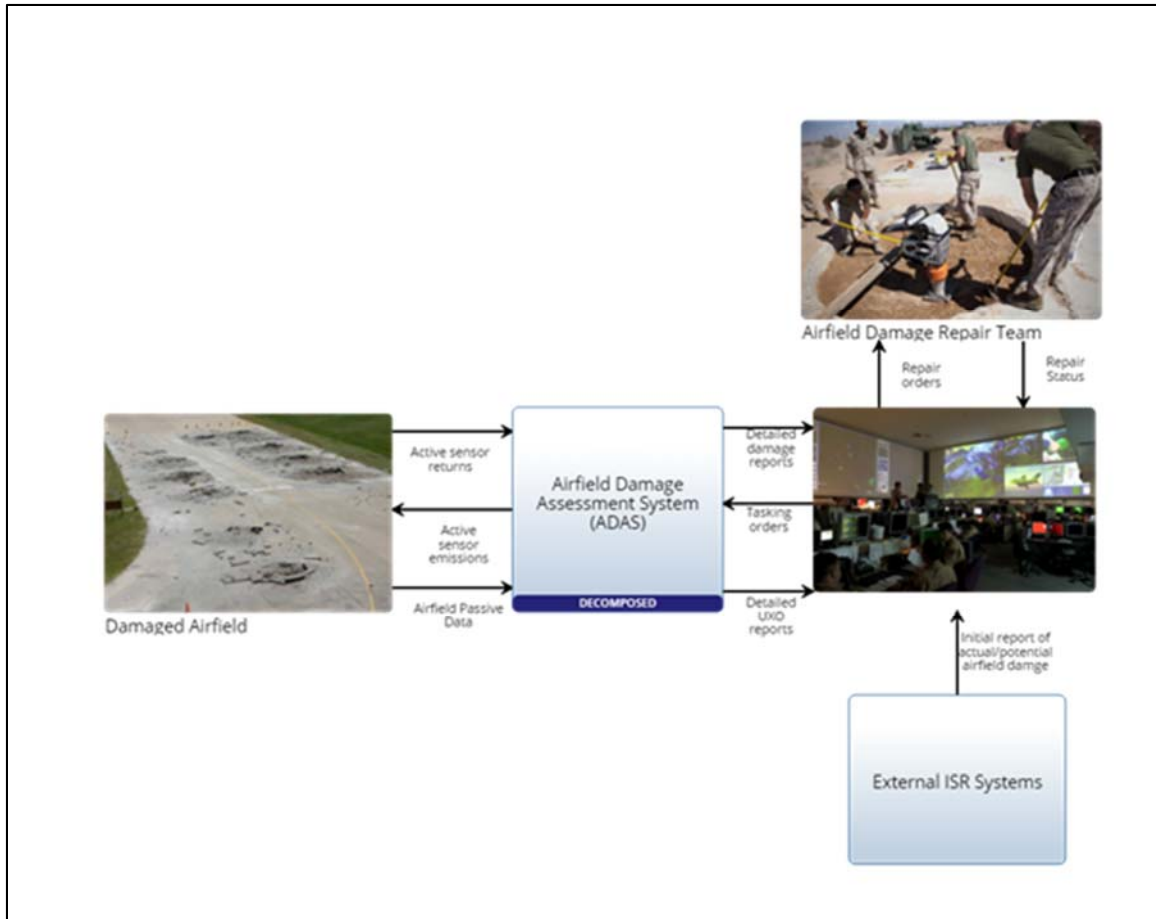 Airfield Damage Repair Team
Repair
orders
Repair
Status
Active sensor
returns
Active
sensor
emissions
Airfield Passive
Data
Damaged Airfield
Airfield Damage
Assessment System
(ADAS)
DECOMPOSED
Detailed
damage
reports
Tasking
orders
Detailed
UXO
reports
Initial report of
actual/potential
airfield damge
External ISR Systems